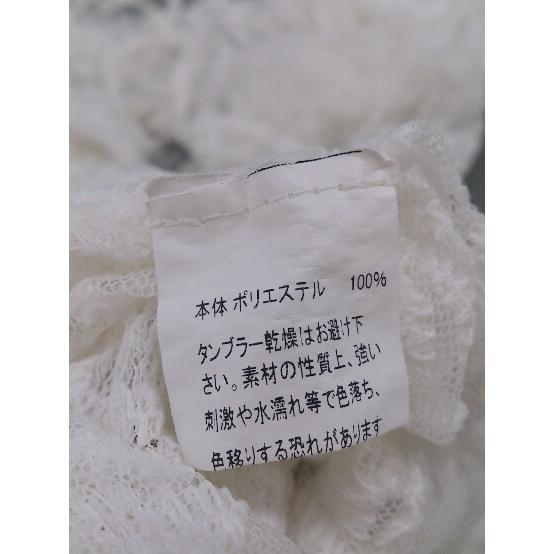 本体 ポリエステル 100%
タンブラー乾燥はお避け下
さい。素材の性質上、強い
刺激や水濡れ等で色落ち、
色移りする恐れがあります